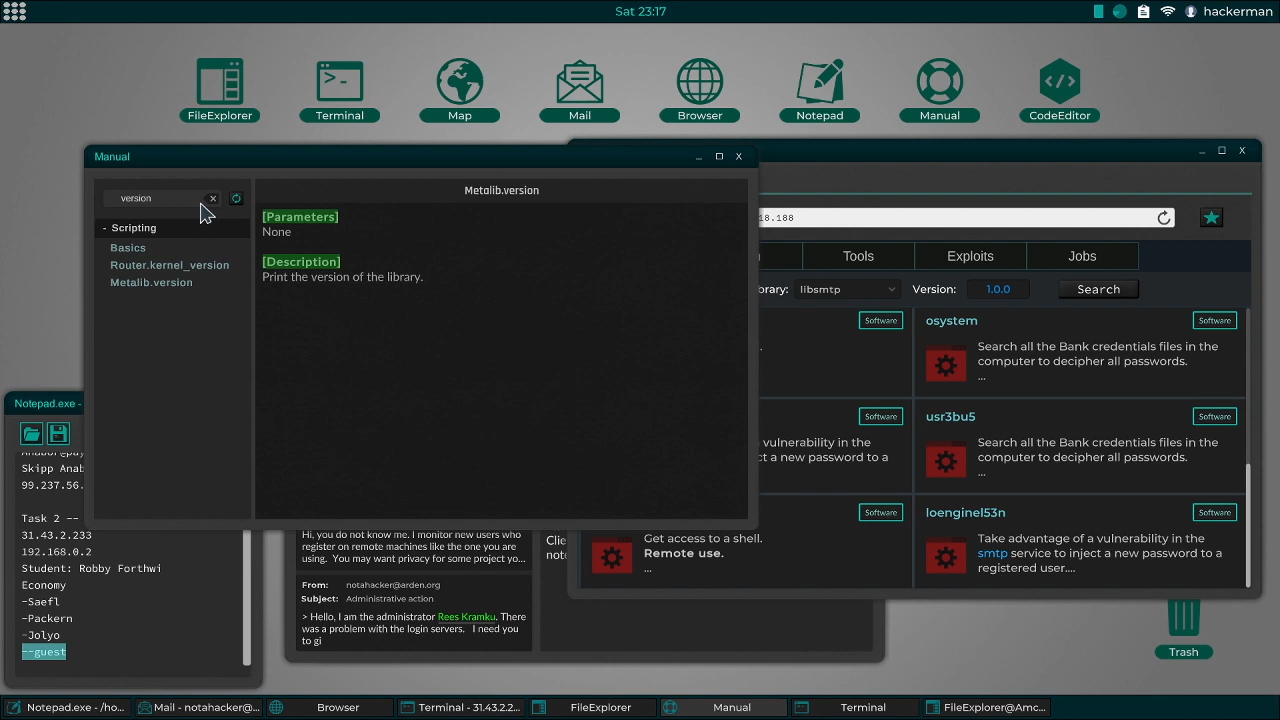 Sat 23:17
hackerman
FileExplorer
Terminal
Map
Mail
Browser
Notepad
Manual
CodeEditor
Manual
_ □ X
version
- Scripting
Basics
Router.kernel_version
Metalib.version
Metalib.version
[Parameters]
None
[Description]
Print the version of the library.
_ □ X
18.188
Tools
Exploits
Jobs
libsmtp
Version:
1.0.0
Search
Software
osystem
Software
Search all the Bank credentials files in the
computer to decipher all passwords.
...
Software
vulnerability in the
ct a new password to a
usr3bu5
Software
Search all the Bank credentials files in the
computer to decipher all passwords.
...
Software
Get access to a shell.
Remote use.
...
loenginel53n
Software
Take advantage of a vulnerability in the
smtp service to inject a new password to a
registered user....
Notepad.exe -
Skipp Anab
99.237.56.
Task 2 --
31.43.2.233
192.168.0.2
Student: Robby Forthwi
Economy
-Saefl
-Packern
-Jolyo
--guest
Hi, you do not know me. I monitor new users who
register on remote machines like the one you are
using. You may want privacy for some project yo...
From: notahacker@arden.org
Subject: Administrative action
> Hello, I am the administrator Rees Kramku. There
was a problem with the login servers. I need you
to gi
Clie
note
Trash
Notepad.exe - /ho...
Mail - notahacker@...
Browser
Terminal - 31.43.2.2...
FileExplorer
Manual
Terminal
FileExplorer@Amc...